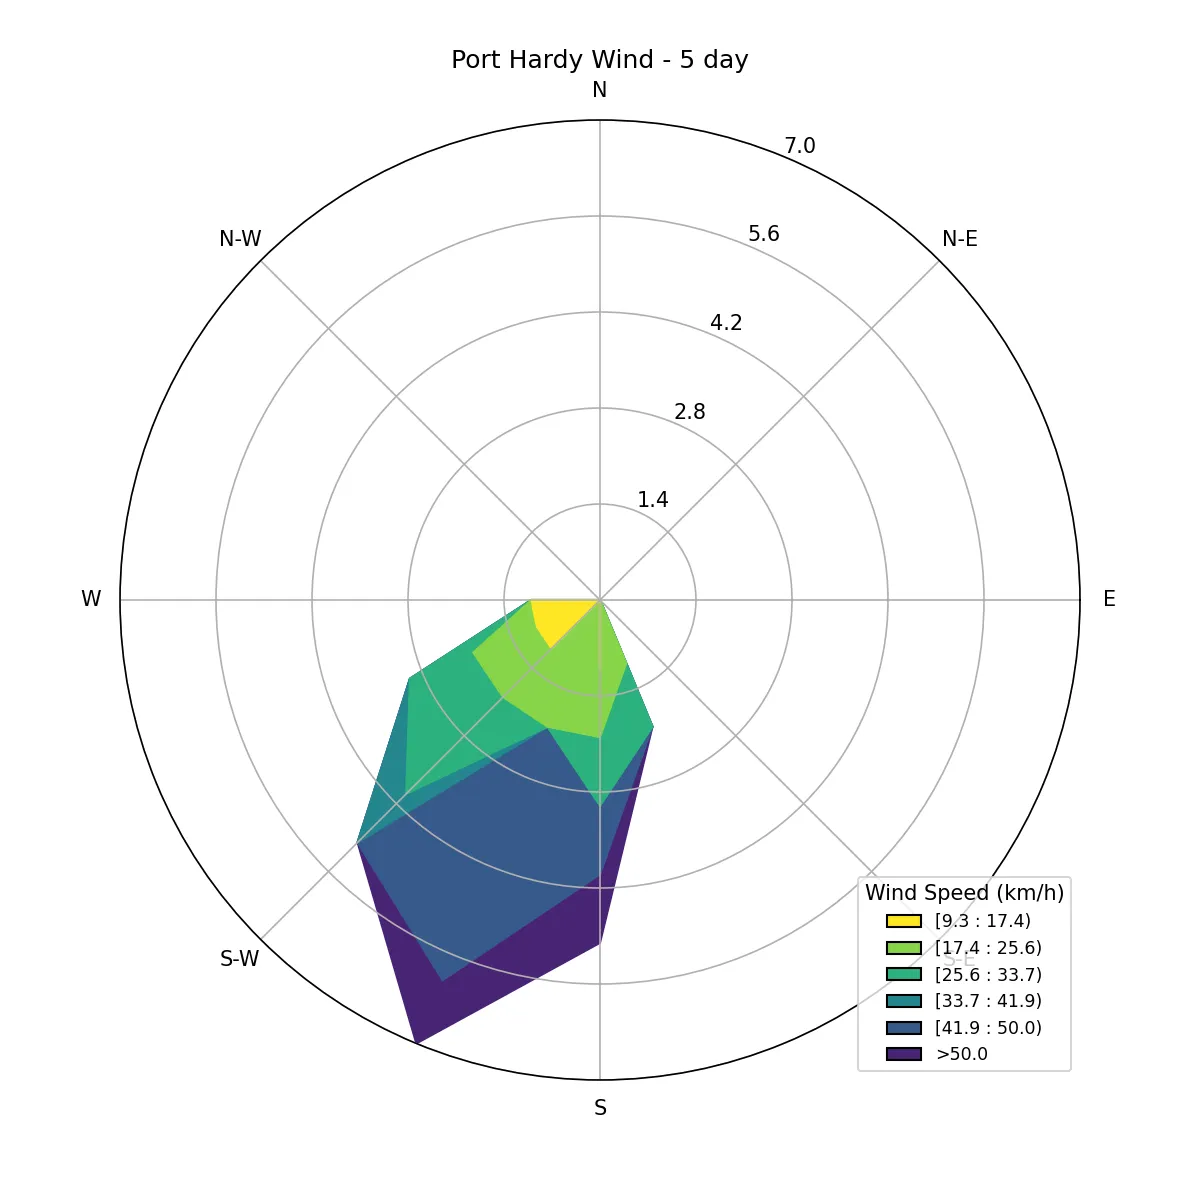 Port Hardy Wind - 5 day
N
7.0
N-W
N-E
5.6
4.2
2.8
1.4
W
E
S-W
S-E
Wind Speed (km/h)
[9.3 : 17.4)
[17.4 : 25.6)
[25.6 : 33.7)
[33.7 : 41.9)
[41.9 : 50.0)
>50.0
S